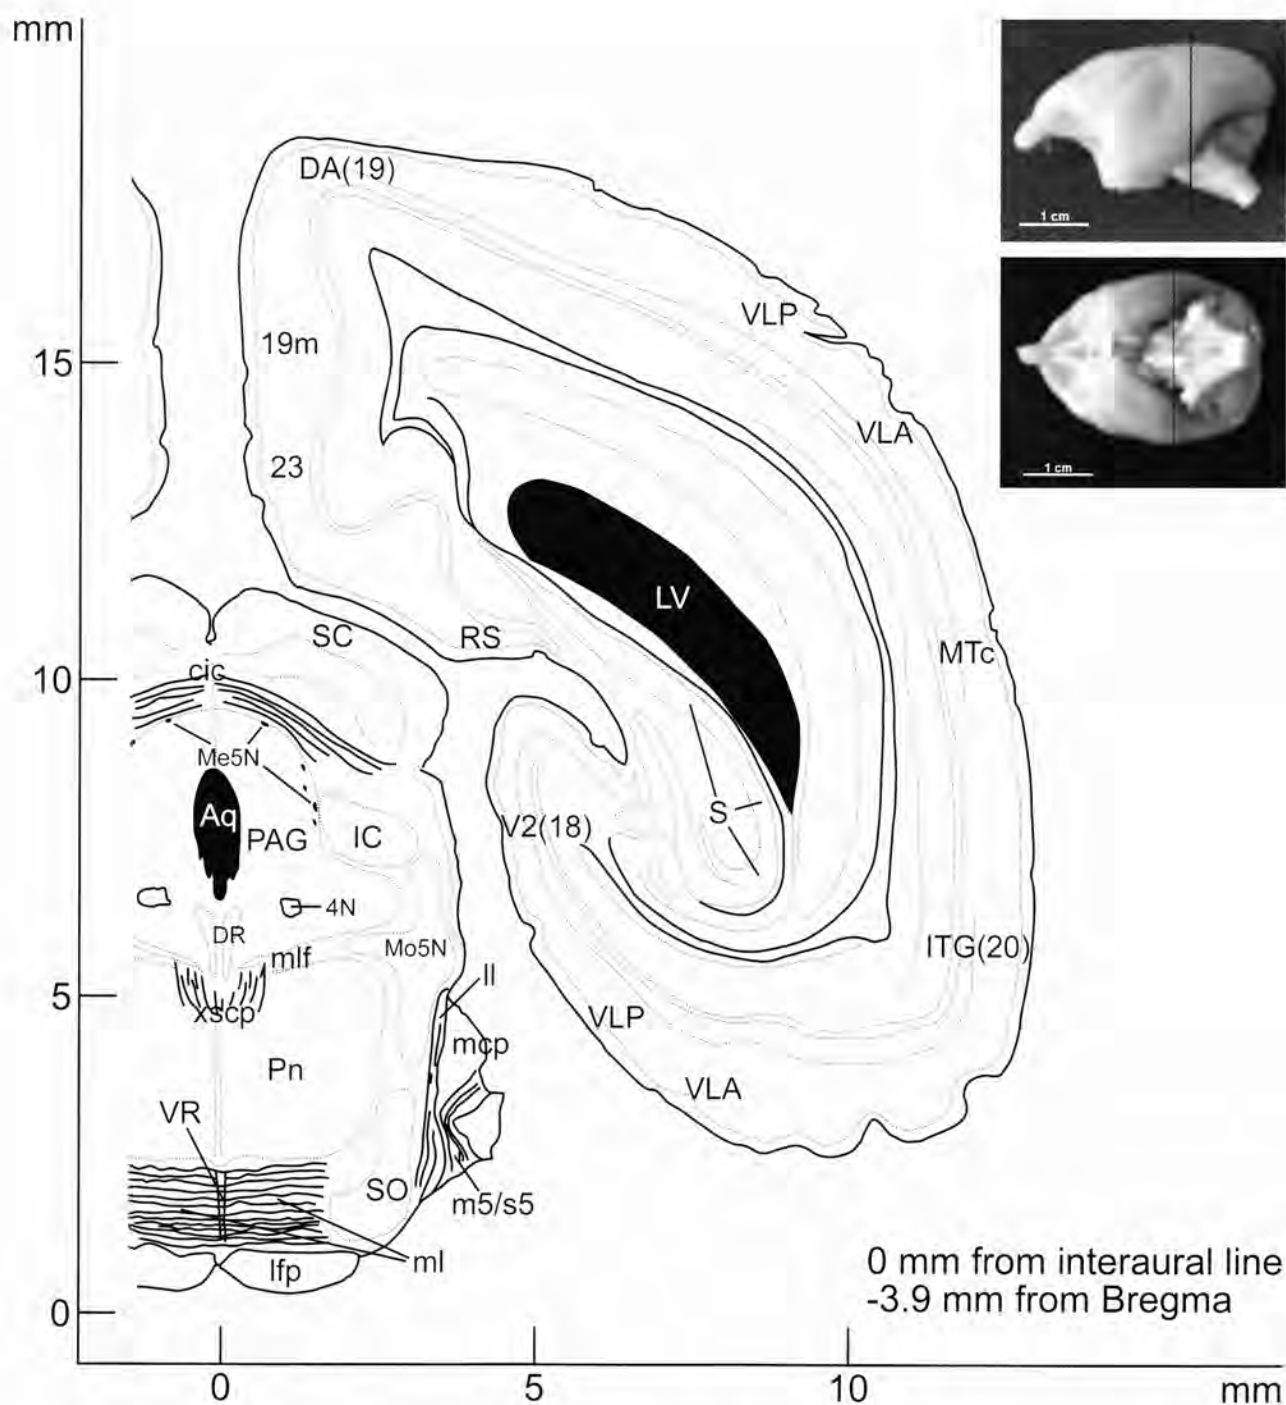 mm
1 cm
DA(19)
VLP
19m
15
VLA
23
1 cm
LV
SC
RS
MTc
cic
10
Me5N
Aq
PAG
IC
S
V2(18)
4N
DR
mlf
Mo5N
ITG(20)
ll
5
xscp
VLP
mcp
Pn
VLA
VR
SO
m5/s5
ml
lfp
0 mm from interaural line
-3.9 mm from Bregma
0
0
5
10
mm